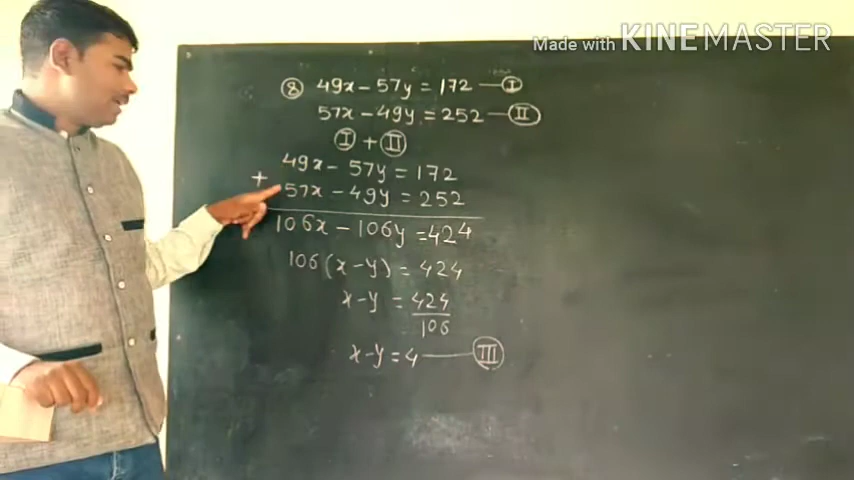 Made with KINEMASTER
⑧ 49x - 57y = 172 — Ⓘ
57x - 49y = 252 — Ⓘⓘ
Ⓘ + Ⓘⓘ
49x - 57y = 172
+ 57x - 49y = 252
106x - 106y = 424
106(x - y) = 424
x - y = 424/106
x - y = 4 — Ⓘⓘⓘ